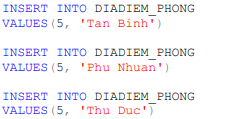 INSERT INTO DIADIEM_PHONG
VALUES(5, 'Tan Binh')
INSERT INTO DIADIEM_PHONG
VALUES(5, 'Phu Nhuan')
INSERT INTO DIADIEM_PHONG
VALUES(5, 'Thu Duc')